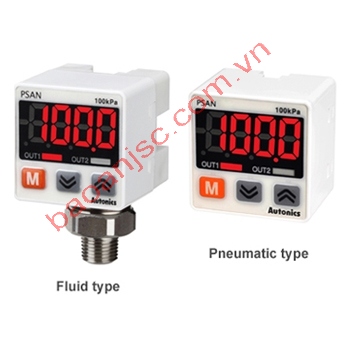 PSAN
100kPa
100.0
OUT1
OUT2
M
Autonics
PSAN
100kPa
100.0
OUT1
OUT2
M
Autonics
baoanjsc.com.vn
Fluid type
Pneumatic type